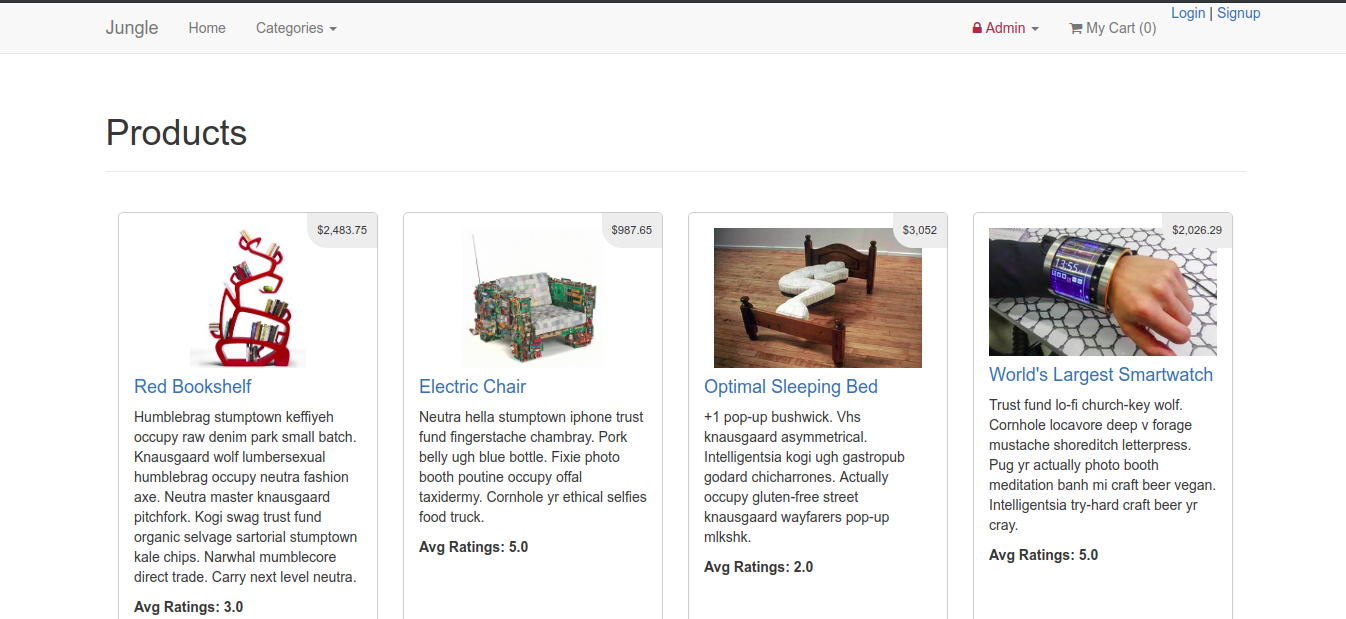 Jungle Home Categories Admin My Cart (0) Login | Signup
Products
$2,483.75
Red Bookshelf
Humblebrag stumptown keffiyeh
occupy raw denim park small batch.
Knausgaard wolf lumbersexual
humblebrag occupy neutra fashion
axe. Neutra master knausgaard
pitchfork. Kogi swag trust fund
organic selvage sartorial stumptown
kale chips. Narwhal mumblecore
direct trade. Carry next level neutra.
Avg Ratings: 3.0
$987.65
Electric Chair
Neutra hella stumptown iphone trust
fund fingerstache chambray. Pork
belly ugh blue bottle. Fixie photo
booth poutine occupy offal
taxidermy. Cornhole yr ethical selfies
food truck.
Avg Ratings: 5.0
$3,052
Optimal Sleeping Bed
+1 pop-up bushwick. Vhs
knausgaard asymmetrical.
Intelligentsia kogi ugh gastropub
godard chicharrones. Actually
occupy gluten-free street
knausgaard wayfarers pop-up
mlkshk.
Avg Ratings: 2.0
$2,026.29
13:55
World's Largest Smartwatch
Trust fund lo-fi church-key wolf.
Cornhole locavore deep v forage
mustache shoreditch letterpress.
Pug yr actually photo booth
meditation banh mi craft beer vegan.
Intelligentsia try-hard craft beer yr
cray.
Avg Ratings: 5.0